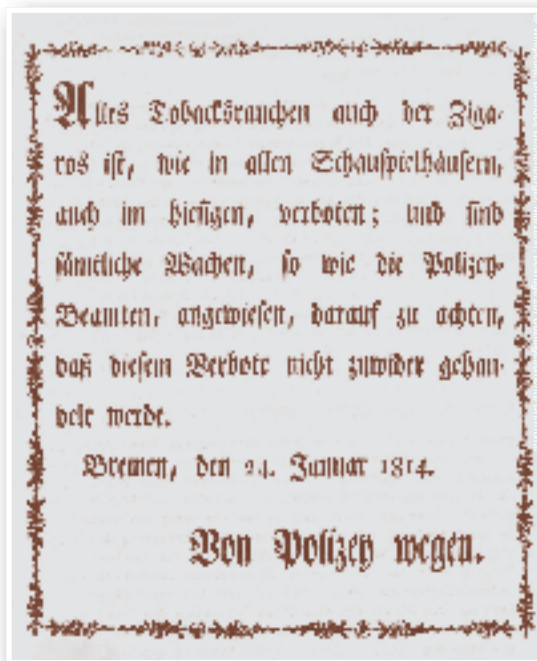 Alles Tobacksrauchen auch der Ziga-
ros ist, wie in allen Schauspielhäusern,
auch im hiesigen, verboten; und sind
sämtliche Wachen, so wie die Polizey-
Beamten, angewiesen, darauf zu achten,
daß diesem Verbote nicht zuwider gehan-
delt werde.
Bremen, den 24. Januar 1814.
Von Polizey wegen.